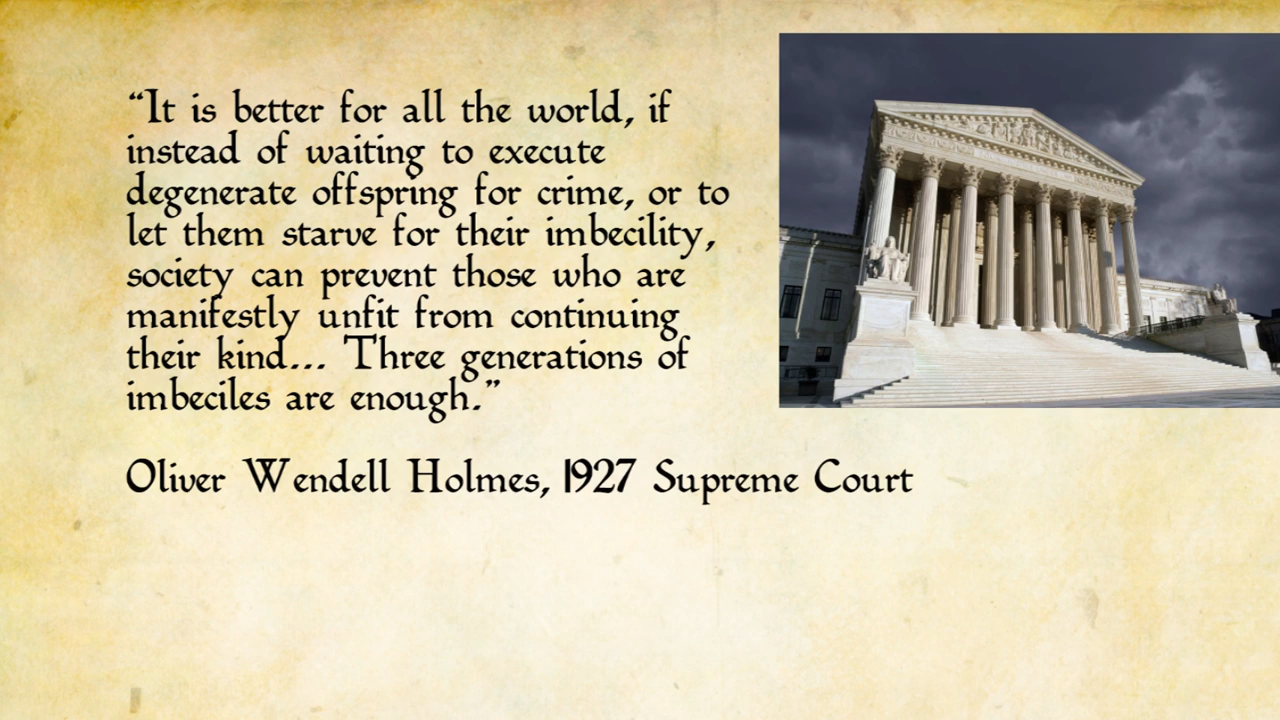 “It is better for all the world, if
instead of waiting to execute
degenerate offspring for crime, or to
let them starve for their imbecility,
society can prevent those who are
manifestly unfit from continuing
their kind... Three generations of
imbeciles are enough.”
Oliver Wendell Holmes, 1927 Supreme Court